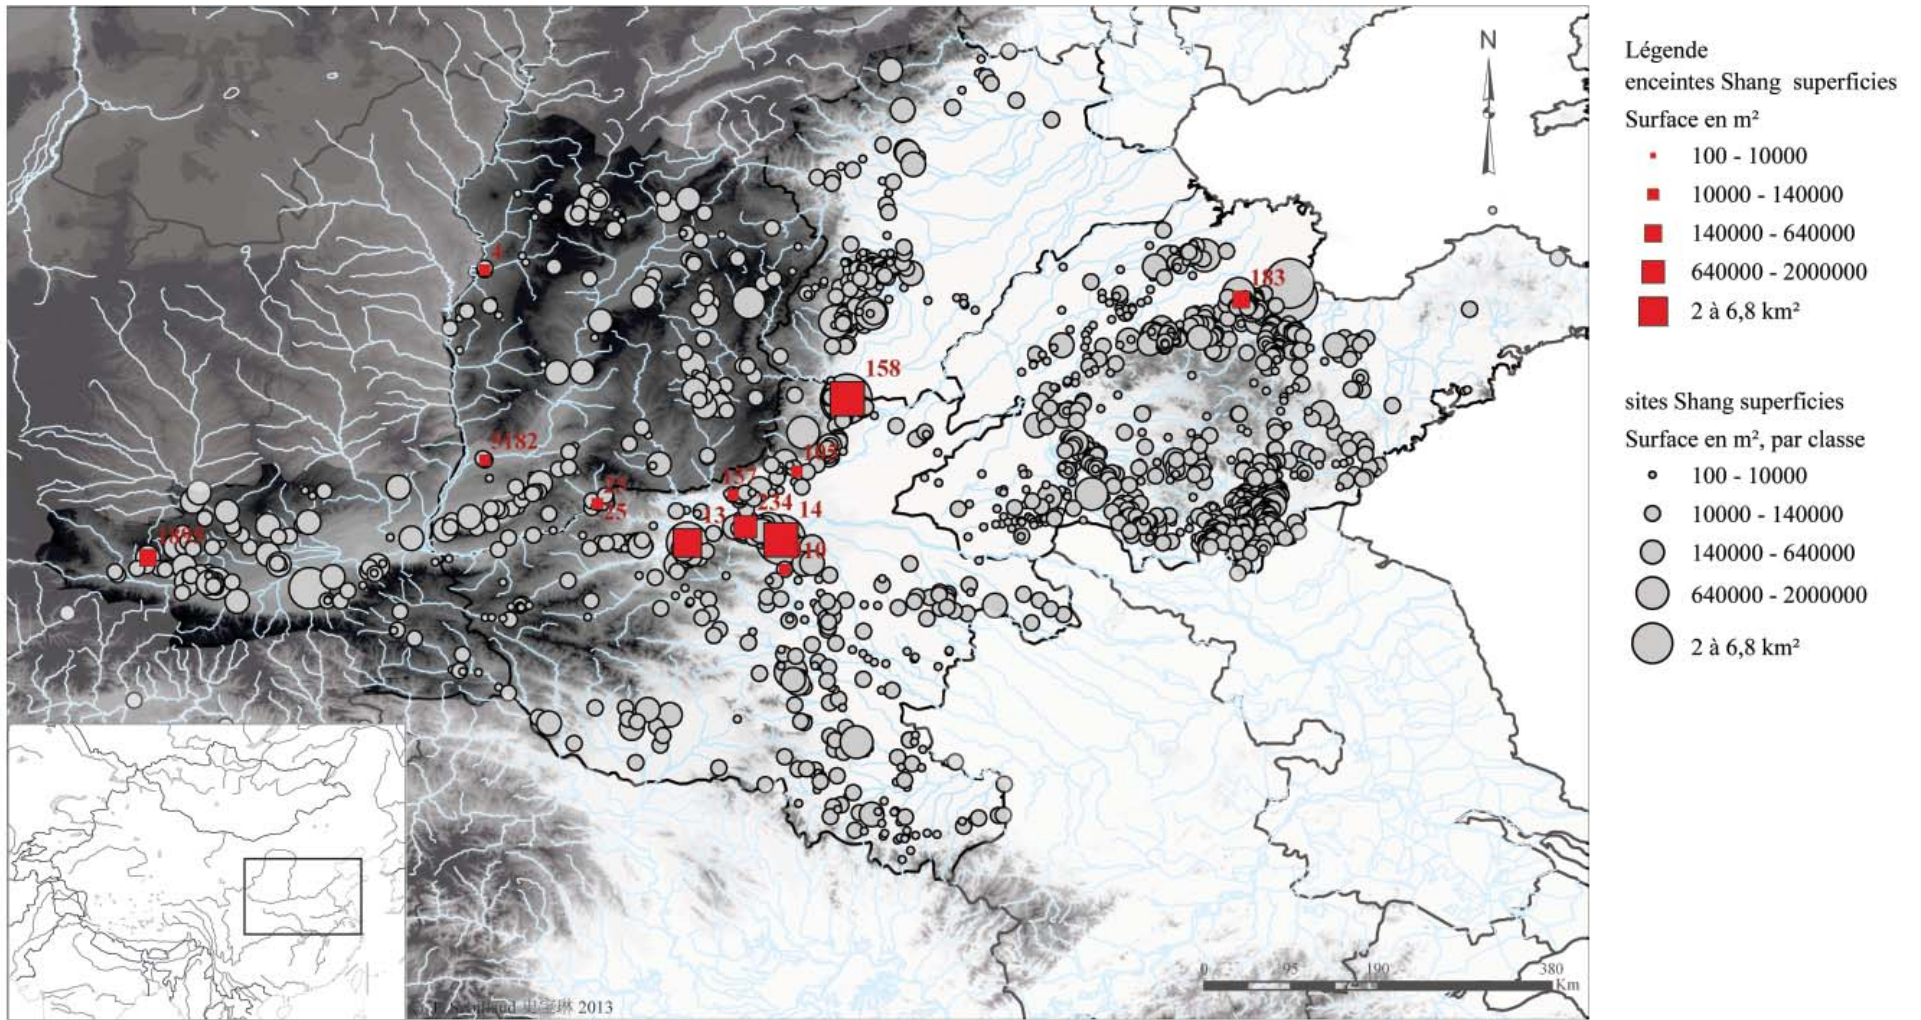 N
4
183
158
182
105
157
25
234
14
13
10
0
95
190
380
Km
2013
Légende
enceintes Shang superficies
Surface en m²
100 - 10000
10000 - 140000
140000 - 640000
640000 - 2000000
2 à 6,8 km²
sites Shang superficies
Surface en m², par classe
100 - 10000
10000 - 140000
140000 - 640000
640000 - 2000000
2 à 6,8 km²